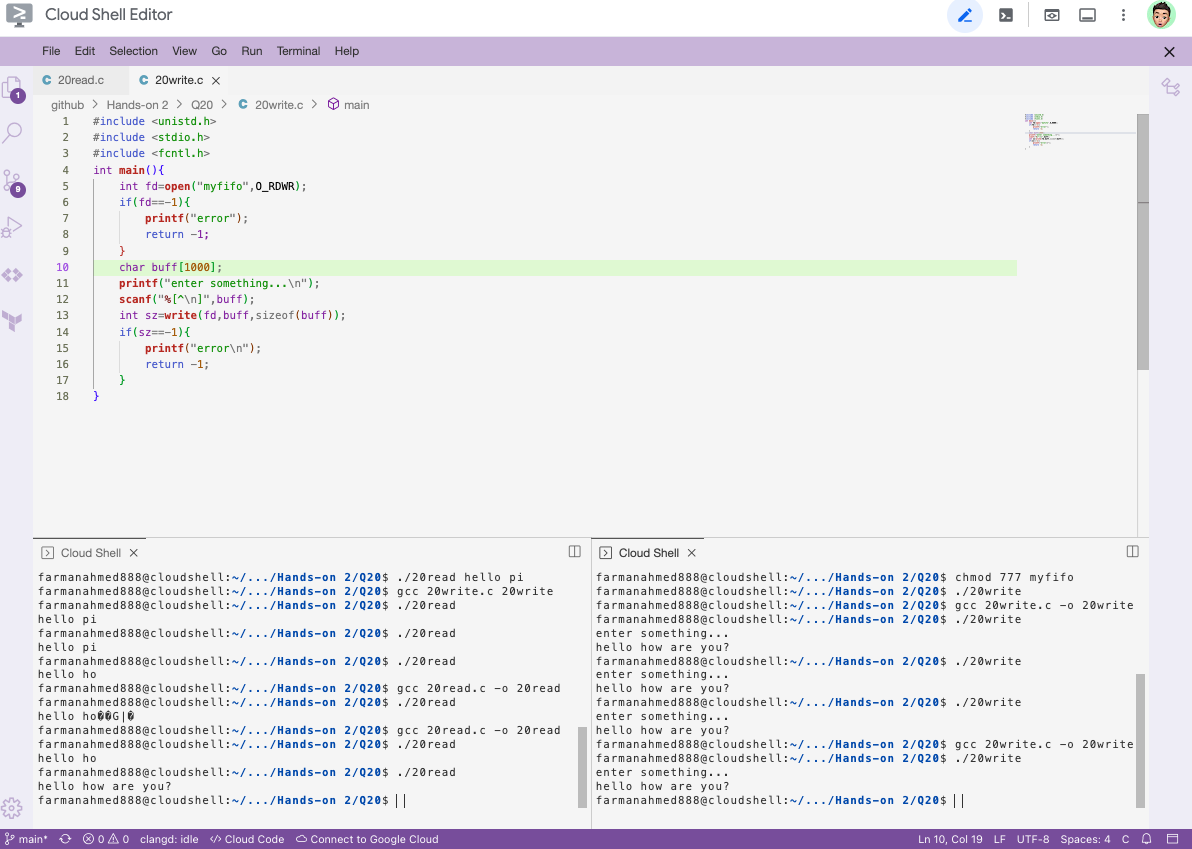 Cloud Shell Editor
File Edit Selection View Go Run Terminal Help
C 20read.c C 20write.c
github > Hands-on 2 > Q20 > C 20write.c > main
1
9
1 #include <unistd.h>
2 #include <stdio.h>
3 #include <fcntl.h>
4 int main(){
5 int fd=open("myfifo",O_RDWR);
6 if(fd==-1){
7 printf("error");
8 return -1;
9 }
10 char buff[1000];
11 printf("enter something...\n");
12 scanf("%[^\n]",buff);
13 int sz=write(fd,buff,sizeof(buff));
14 if(sz==-1){
15 printf("error\n");
16 return -1;
17 }
18 }
Cloud Shell
farmanahmed888@cloudshell:~/.../Hands-on 2/Q20$ ./20read hello pi
farmanahmed888@cloudshell:~/.../Hands-on 2/Q20$ gcc 20write.c 20write
farmanahmed888@cloudshell:~/.../Hands-on 2/Q20$ ./20read
hello pi
farmanahmed888@cloudshell:~/.../Hands-on 2/Q20$ ./20read
hello pi
farmanahmed888@cloudshell:~/.../Hands-on 2/Q20$ ./20read
hello ho
farmanahmed888@cloudshell:~/.../Hands-on 2/Q20$ gcc 20read.c -o 20read
farmanahmed888@cloudshell:~/.../Hands-on 2/Q20$ ./20read
hello ho��G|�
farmanahmed888@cloudshell:~/.../Hands-on 2/Q20$ gcc 20read.c -o 20read
farmanahmed888@cloudshell:~/.../Hands-on 2/Q20$ ./20read
hello ho
farmanahmed888@cloudshell:~/.../Hands-on 2/Q20$ ./20read
hello how are you?
farmanahmed888@cloudshell:~/.../Hands-on 2/Q20$
Cloud Shell
farmanahmed888@cloudshell:~/.../Hands-on 2/Q20$ chmod 777 myfifo
farmanahmed888@cloudshell:~/.../Hands-on 2/Q20$ ./20write
farmanahmed888@cloudshell:~/.../Hands-on 2/Q20$ gcc 20write.c -o 20write
farmanahmed888@cloudshell:~/.../Hands-on 2/Q20$ ./20write
enter something...
hello how are you?
farmanahmed888@cloudshell:~/.../Hands-on 2/Q20$ ./20write
enter something...
hello how are you?
farmanahmed888@cloudshell:~/.../Hands-on 2/Q20$ ./20write
enter something...
hello how are you?
farmanahmed888@cloudshell:~/.../Hands-on 2/Q20$ gcc 20write.c -o 20write
farmanahmed888@cloudshell:~/.../Hands-on 2/Q20$ ./20write
enter something...
hello how are you?
farmanahmed888@cloudshell:~/.../Hands-on 2/Q20$
main* 0 0 clangd: idle </> Cloud Code Connect to Google Cloud Ln 10, Col 19 LF UTF-8 Spaces: 4 C